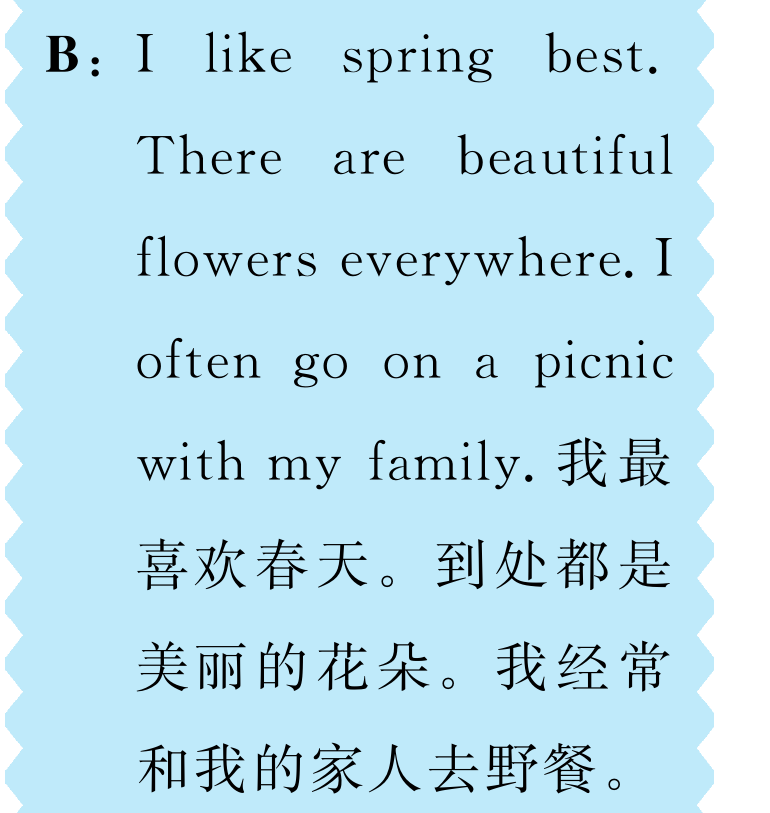 B：I like spring best.
There are beautiful
flowers everywhere. I
often go on a picnic
with my family. 我最
喜欢春天。到处都是
美丽的花朵。我经常
和我的家人去野餐。